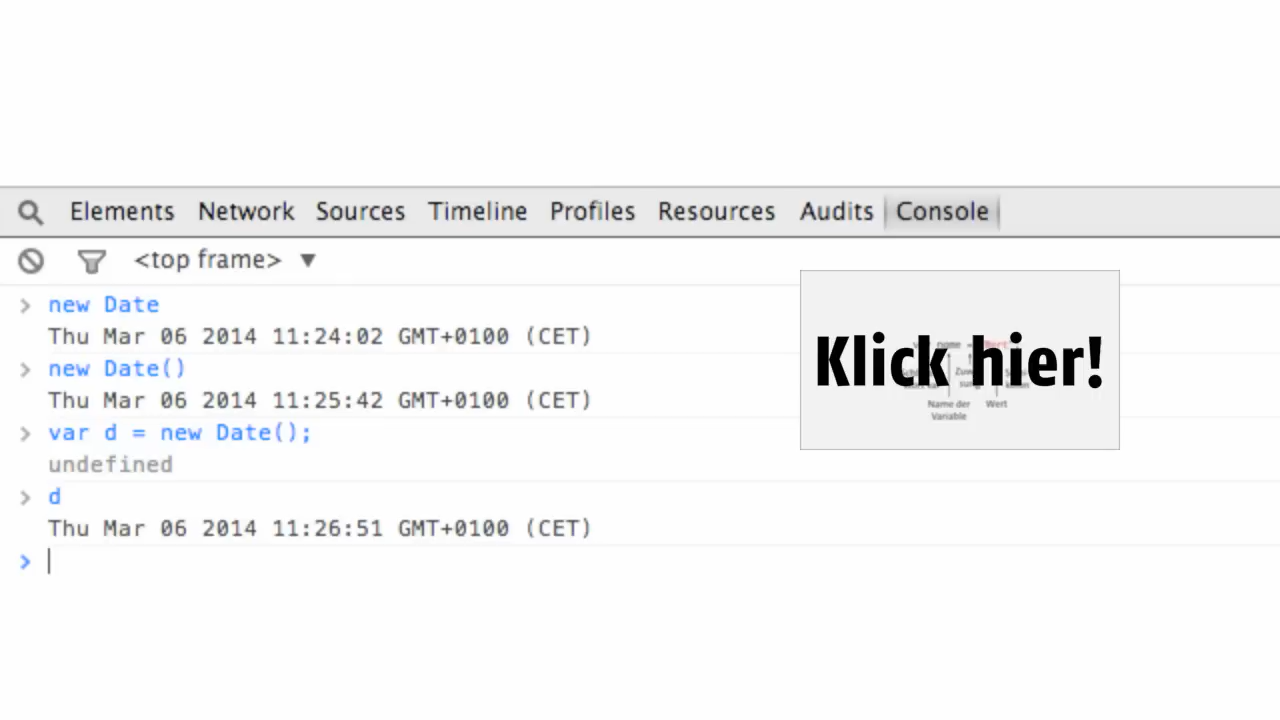 Elements Network Sources Timeline Profiles Resources Audits Console
<top frame> ▼
> new Date
Thu Mar 06 2014 11:24:02 GMT+0100 (CET)
> new Date()
Thu Mar 06 2014 11:25:42 GMT+0100 (CET)
> var d = new Date();
undefined
> d
Thu Mar 06 2014 11:26:51 GMT+0100 (CET)
>
Klick hier!
Name der
Variable
Wert